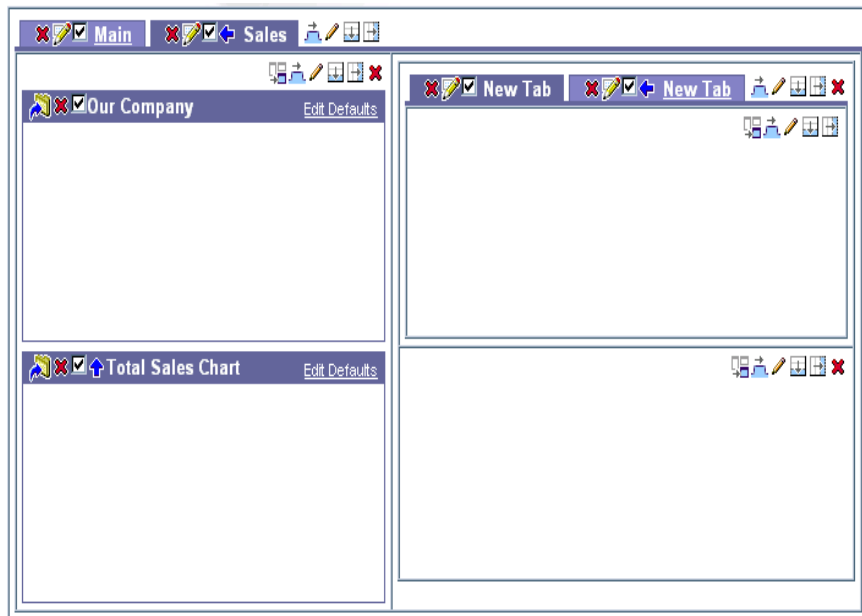 Main Sales
Our Company Edit Defaults
New Tab New Tab
Total Sales Chart Edit Defaults